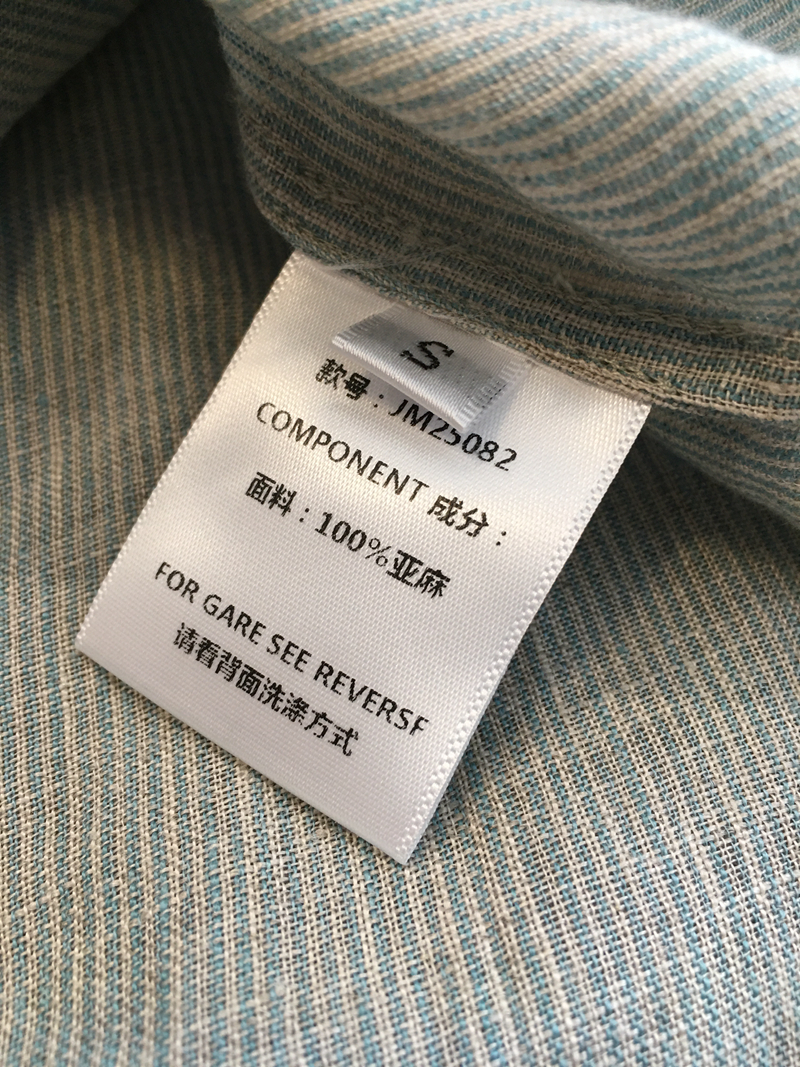 S
款号：JM25082
COMPONENT 成分：
面料：100%亚麻
FOR GARE SEE REVERSE
请看背面洗涤方式